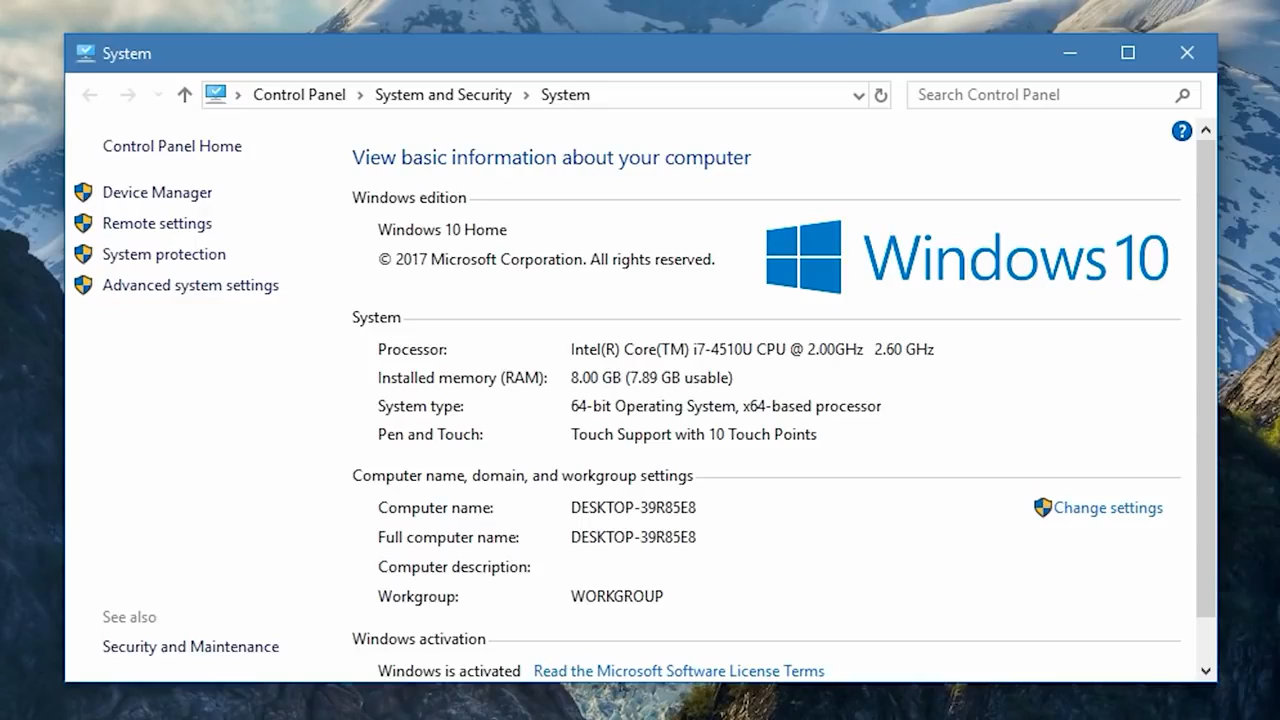 System
Control Panel > System and Security > System
Search Control Panel
?
Control Panel Home
Device Manager
Remote settings
System protection
Advanced system settings
See also
Security and Maintenance
View basic information about your computer
Windows edition
Windows 10 Home
© 2017 Microsoft Corporation. All rights reserved.
Windows 10
System
Processor: Intel(R) Core(TM) i7-4510U CPU @ 2.00GHz 2.60 GHz
Installed memory (RAM): 8.00 GB (7.89 GB usable)
System type: 64-bit Operating System, x64-based processor
Pen and Touch: Touch Support with 10 Touch Points
Computer name, domain, and workgroup settings
Computer name: DESKTOP-39R85E8
Change settings
Full computer name: DESKTOP-39R85E8
Computer description:
Workgroup: WORKGROUP
Windows activation
Windows is activated Read the Microsoft Software License Terms